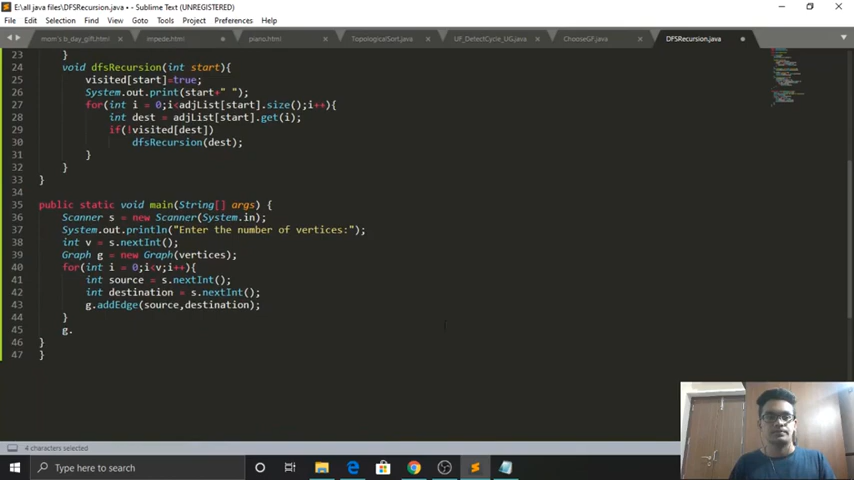 E:\all java files\DFSRecursion.java • - Sublime Text (UNREGISTERED)
File Edit Selection Find View Goto Tools Project Preferences Help
mom's b_day_gift.html impede.html piano.html TopologicalSort.java UF_DetectCycle_UG.java ChooseGF.java DFSRecursion.java
23 }
24 void dfsRecursion(int start){
25 visited[start]=true;
26 System.out.print(start+" ");
27 for(int i = 0;i<adjList[start].size();i++){
28 int dest = adjList[start].get(i);
29 if(!visited[dest])
30 dfsRecursion(dest);
31 }
32 }
33 }
34
35 public static void main(String[] args) {
36 Scanner s = new Scanner(System.in);
37 System.out.println("Enter the number of vertices:");
38 int v = s.nextInt();
39 Graph g = new Graph(vertices);
40 for(int i = 0;i<v;i++){
41 int source = s.nextInt();
42 int destination = s.nextInt();
43 g.addEdge(source,destination);
44 }
45 g.
46 }
47 }
4 characters selected
Type here to search